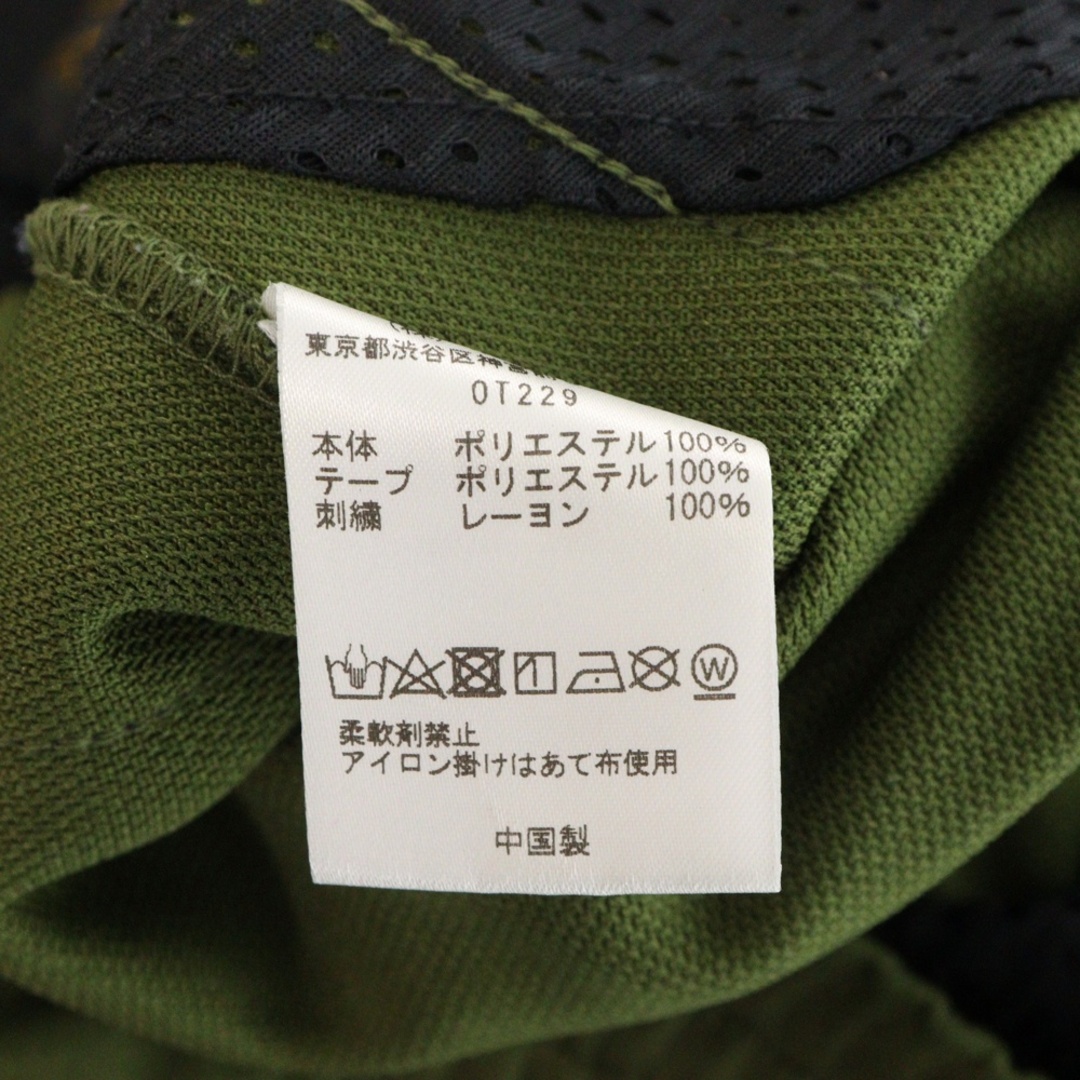 東京都渋谷区神
OT229
本体 ポリエステル100%
テープ ポリエステル100%
刺繍 レーヨン 100%
W
柔軟剤禁止
アイロン掛けはあて布使用
中国製